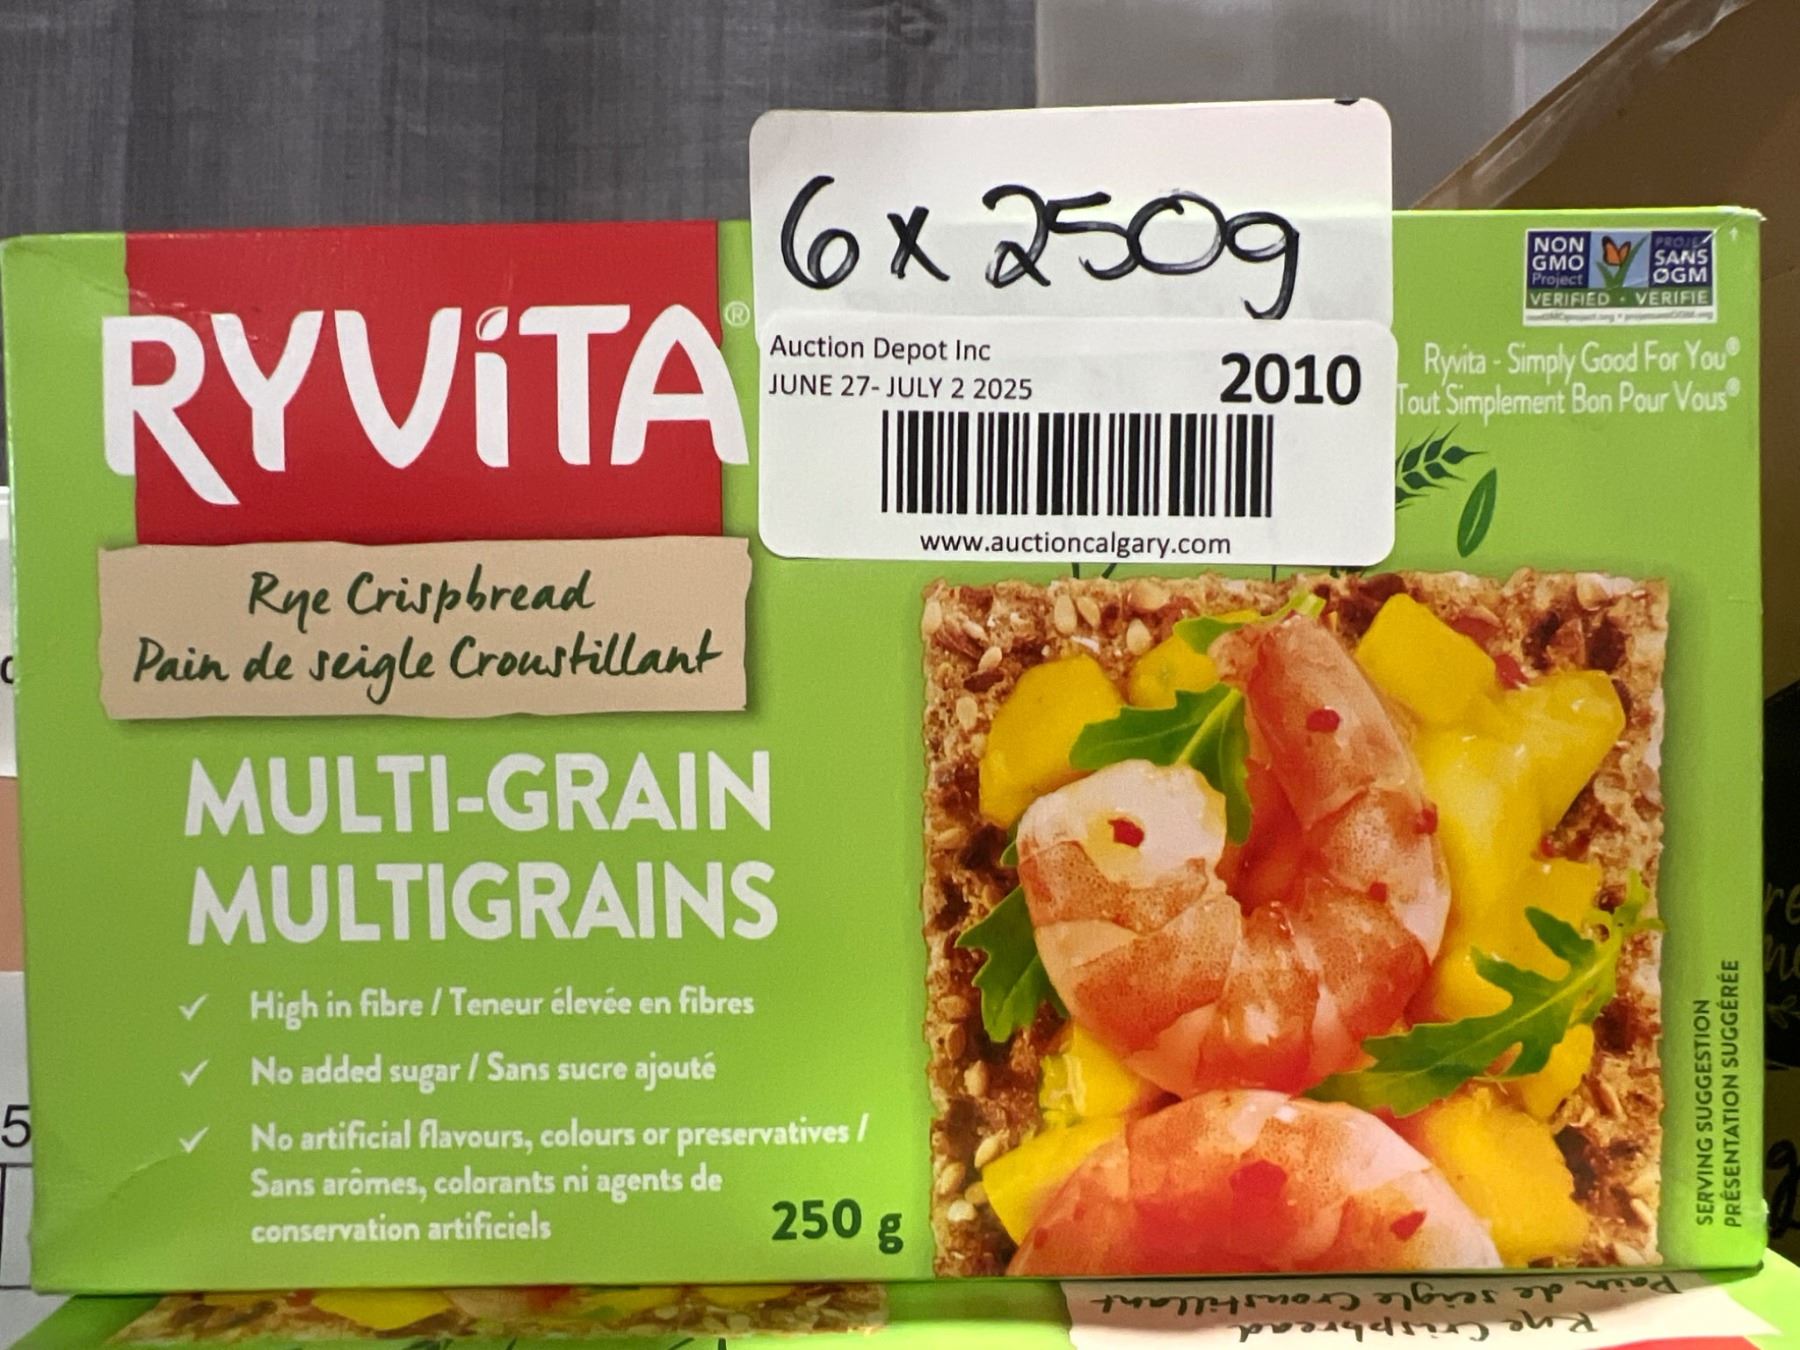 6 x 250g
Auction Depot Inc
JUNE 27- JULY 2 2025
2010
www.auctioncalgary.com
RYVITA®
Rye Crispbread
Pain de seigle Croustillant
MULTI-GRAIN
MULTIGRAINS
✓ High in fibre / Teneur élevée en fibres
✓ No added sugar / Sans sucre ajouté
✓ No artificial flavours, colours or preservatives /
Sans arômes, colorants ni agents de
conservation artificiels
250 g
NON
GMO
Project
PROJET
SANS
OGM
VERIFIED • VERIFIÉ
Ryvita - Simply Good For You®
Tout Simplement Bon Pour Vous®
SERVING SUGGESTION
PRÉSENTATION SUGGÉRÉE
Pain de seigle Croustillant
Rye Crispbread
5